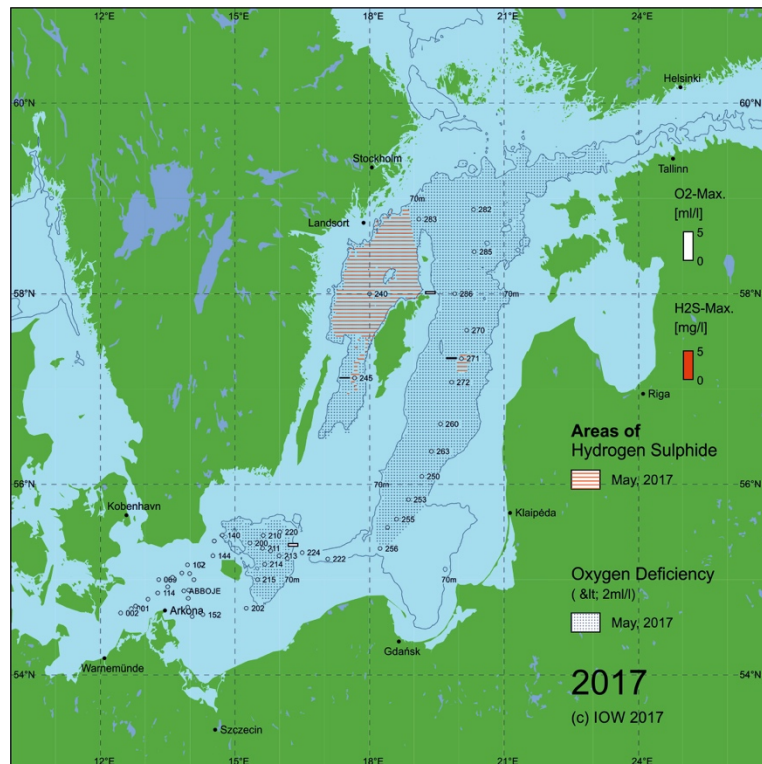 12°E 15°E 18°E 21°E 24°E
Helsinki
60°N 60°N
Stockholm
Tallinn
70m
O2-Max.
[ml/l]
5
0
282
283
Landsort
285
58°N 58°N
240
286
70m
H2S-Max.
[mg/l]
5
0
270
271
245
272
Riga
260
Areas of
Hydrogen Sulphide
May, 2017
263
250
56°N 56°N
70m
253
Kobenhavn
Klaipėda
255
220
140
210
200
211
256
144
213
224
222
162
214
Oxygen Deficiency
( &lt; 2ml/l)
May, 2017
069
215
70m
70m
114
ABBOJE
001
002
Arkona
152
202
Gdańsk
Warnemünde
54°N 54°N
2017
(c) IOW 2017
Szczecin
12°E 15°E 18°E 21°E 24°E